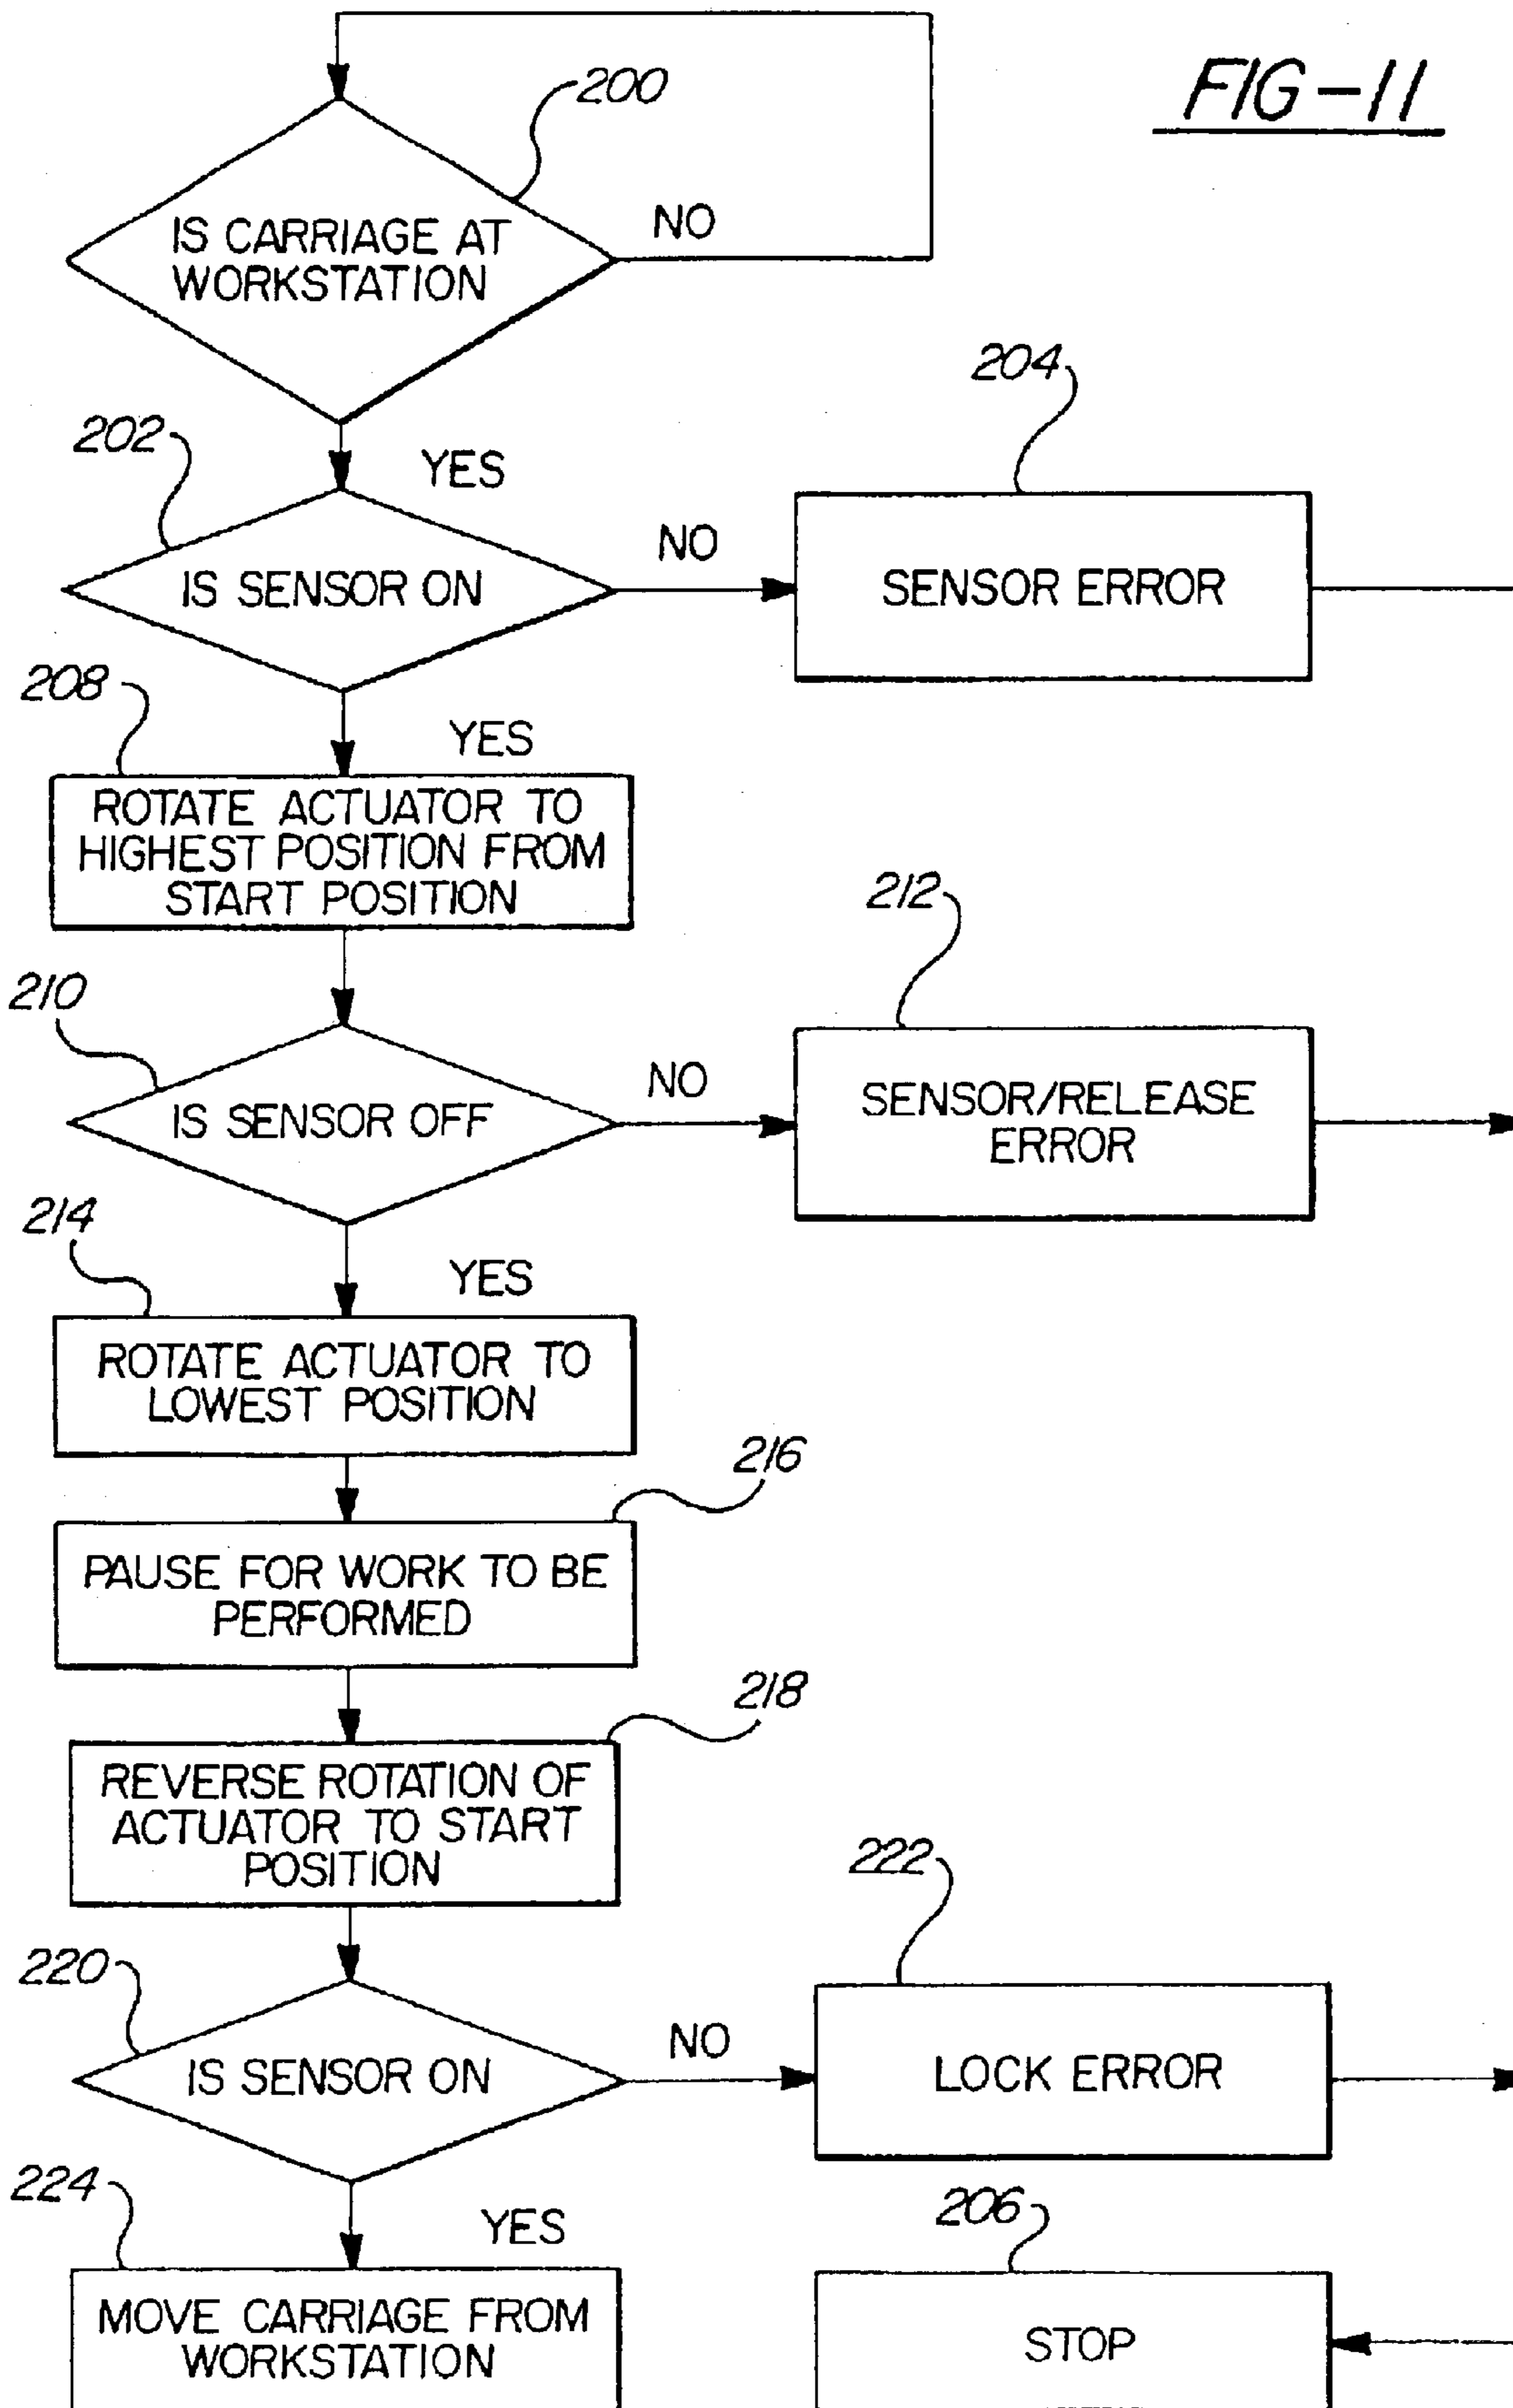 FIG-11
200
IS CARRIAGE AT
WORKSTATION
NO
YES
202
IS SENSOR ON
NO
204
SENSOR ERROR
YES
208
ROTATE ACTUATOR TO
HIGHEST POSITION FROM
START POSITION
210
IS SENSOR OFF
NO
212
SENSOR/RELEASE
ERROR
YES
214
ROTATE ACTUATOR TO
LOWEST POSITION
216
PAUSE FOR WORK TO BE
PERFORMED
218
REVERSE ROTATION OF
ACTUATOR TO START
POSITION
220
IS SENSOR ON
NO
222
LOCK ERROR
YES
224
MOVE CARRIAGE FROM
WORKSTATION
206
STOP